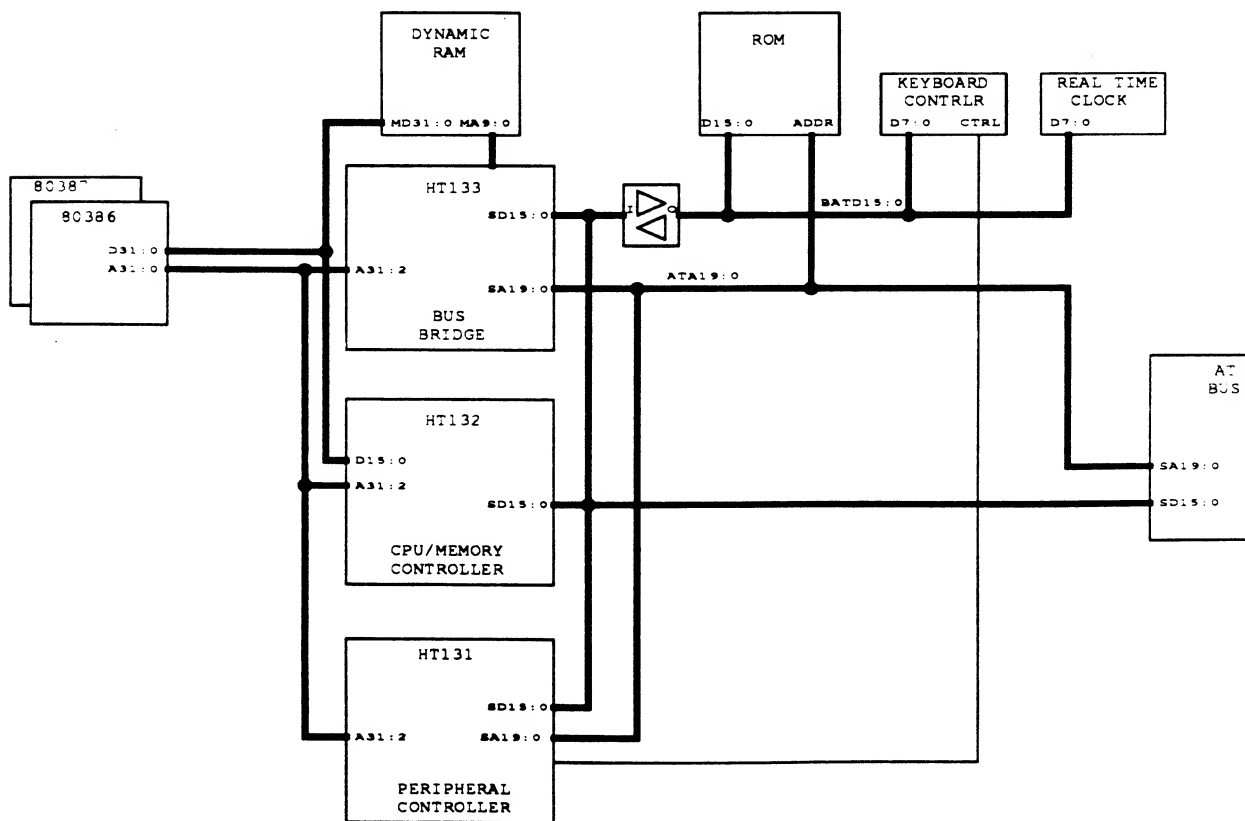 DYNAMIC
RAM
MD31:0 MA9:0
ROM
D15:0 ADDR
KEYBOARD
CONTRLR
D7:0 CTRL
REAL TIME
CLOCK
D7:0
80387
80386
D31:0
A31:0
HT133
SD15:0
A31:2
SA19:0
BUS
BRIDGE
I O
BATD15:0
ATA19:0
HT132
D15:0
A31:2
SD15:0
CPU/MEMORY
CONTROLLER
AT
BUS
SA19:0
SD15:0
HT131
SD15:0
A31:2
SA19:0
PERIPHERAL
CONTROLLER